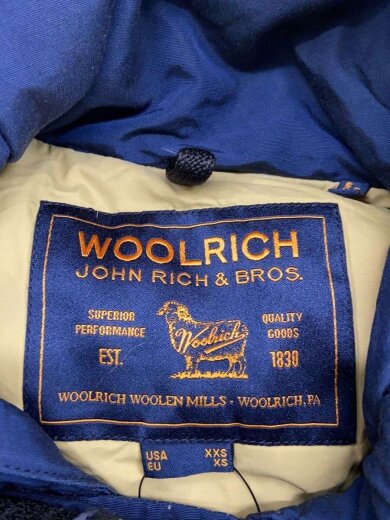 WOOLRICH
JOHN RICH & BROS.
SUPERIOR PERFORMANCE
Woolrich
QUALITY GOODS
EST. 1830
WOOLRICH WOOLEN MILLS - WOOLRICH, PA
USA XXS
EU XS